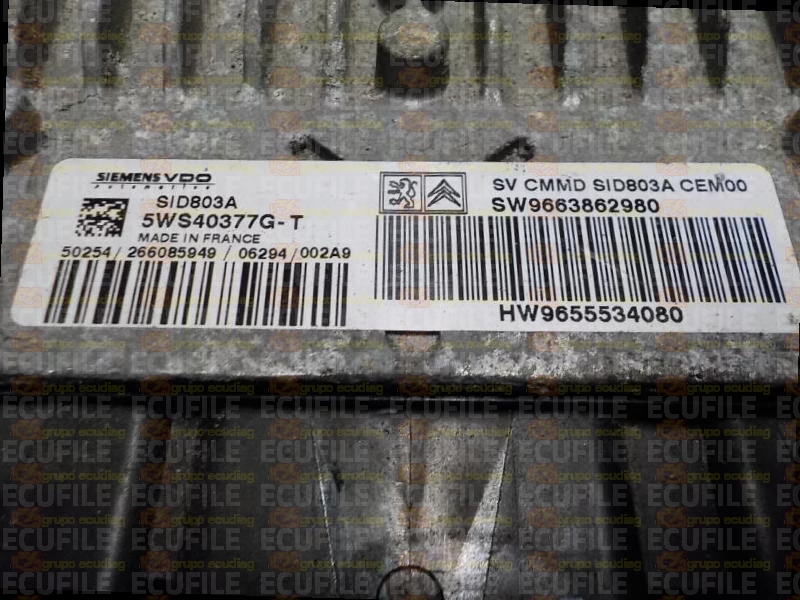 SIEMENS VDO
Automotive
SID803A
5WS40377G-T
MADE IN FRANCE
50254 / 266085949 / 06294 / 002A9
SV CMMD SID803A CEM00
SW9663862980
HW9655534080
ECUFILE
grupo ecudiag